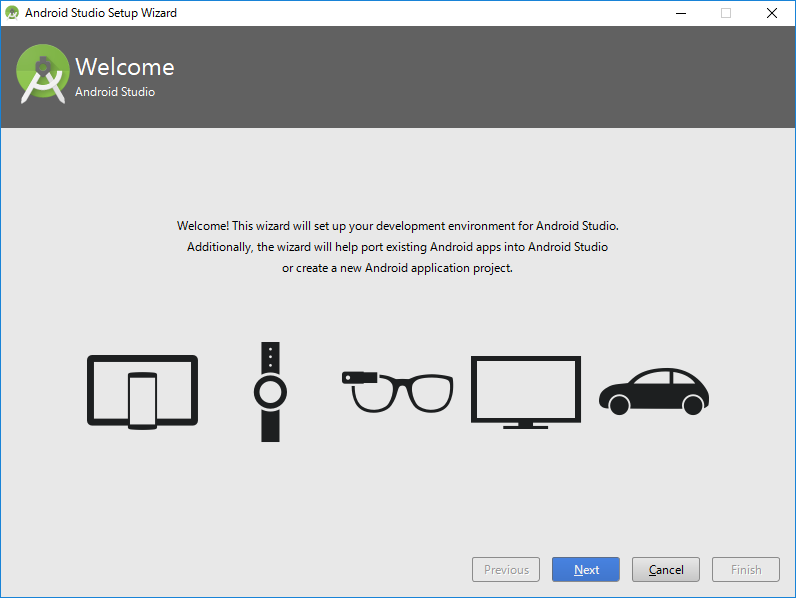 Android Studio Setup Wizard
Welcome
Android Studio
Welcome! This wizard will set up your development environment for Android Studio.
Additionally, the wizard will help port existing Android apps into Android Studio
or create a new Android application project.
Previous
Next
Cancel
Finish